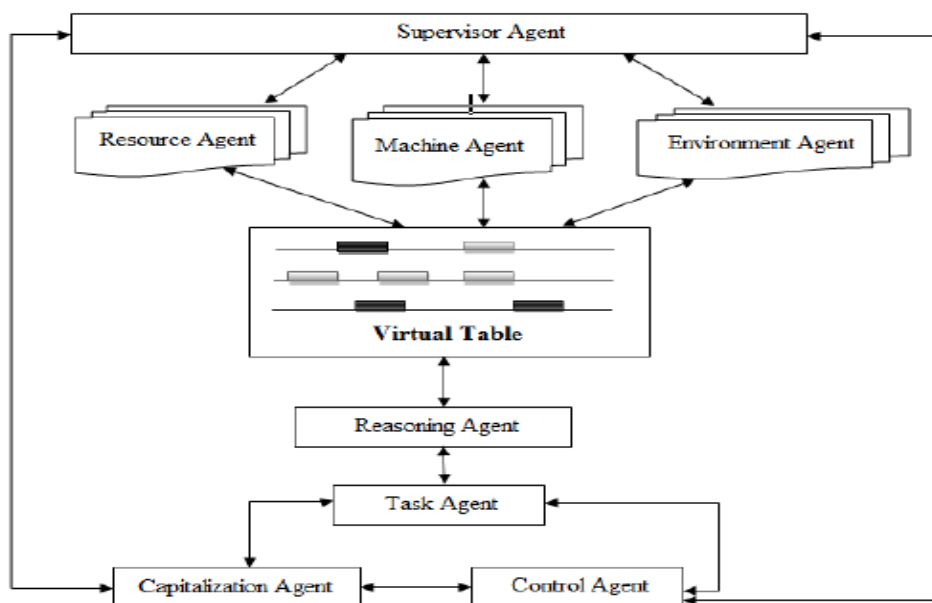 Supervisor Agent
Resource Agent
Machine Agent
Environment Agent
Virtual Table
Reasoning Agent
Task Agent
Capitalization Agent
Control Agent